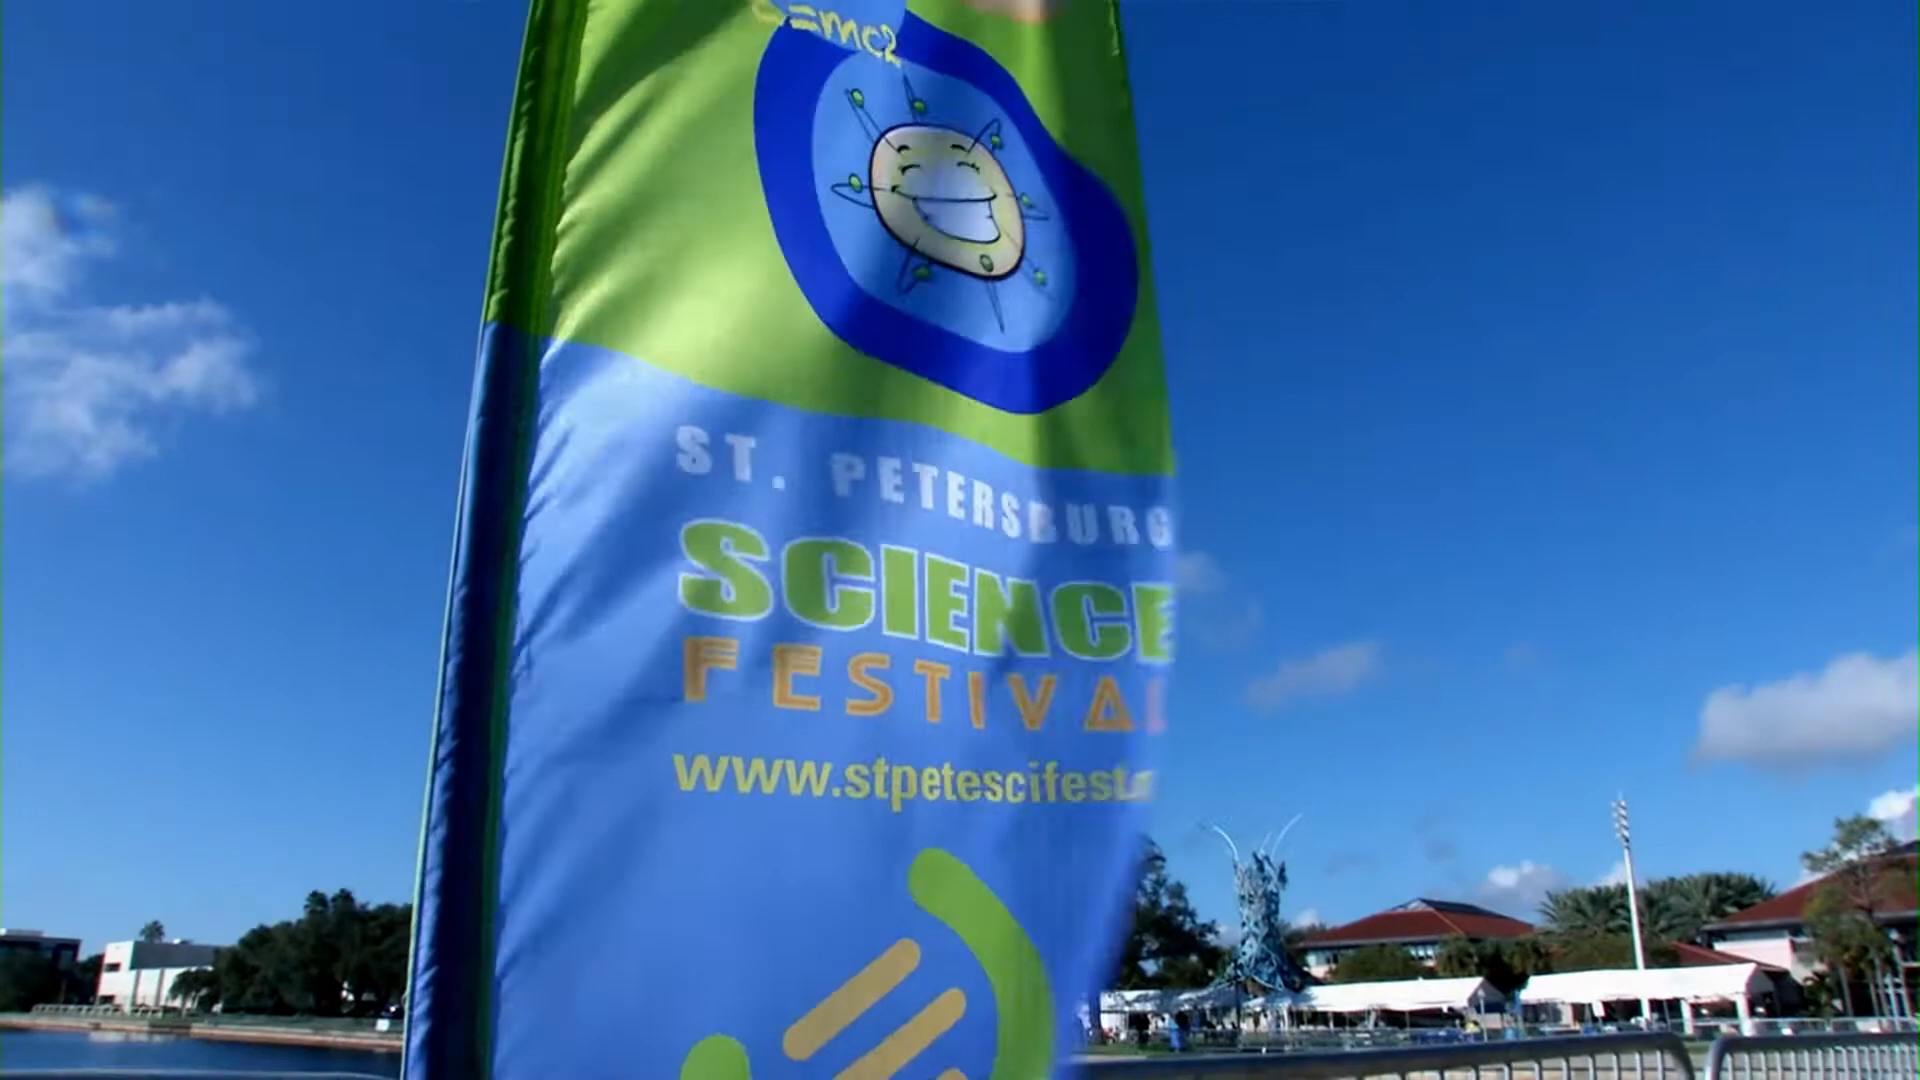 =mc2
ST. PETERSBURG
SCIENCE
FESTIVAL
www.stpetescifest